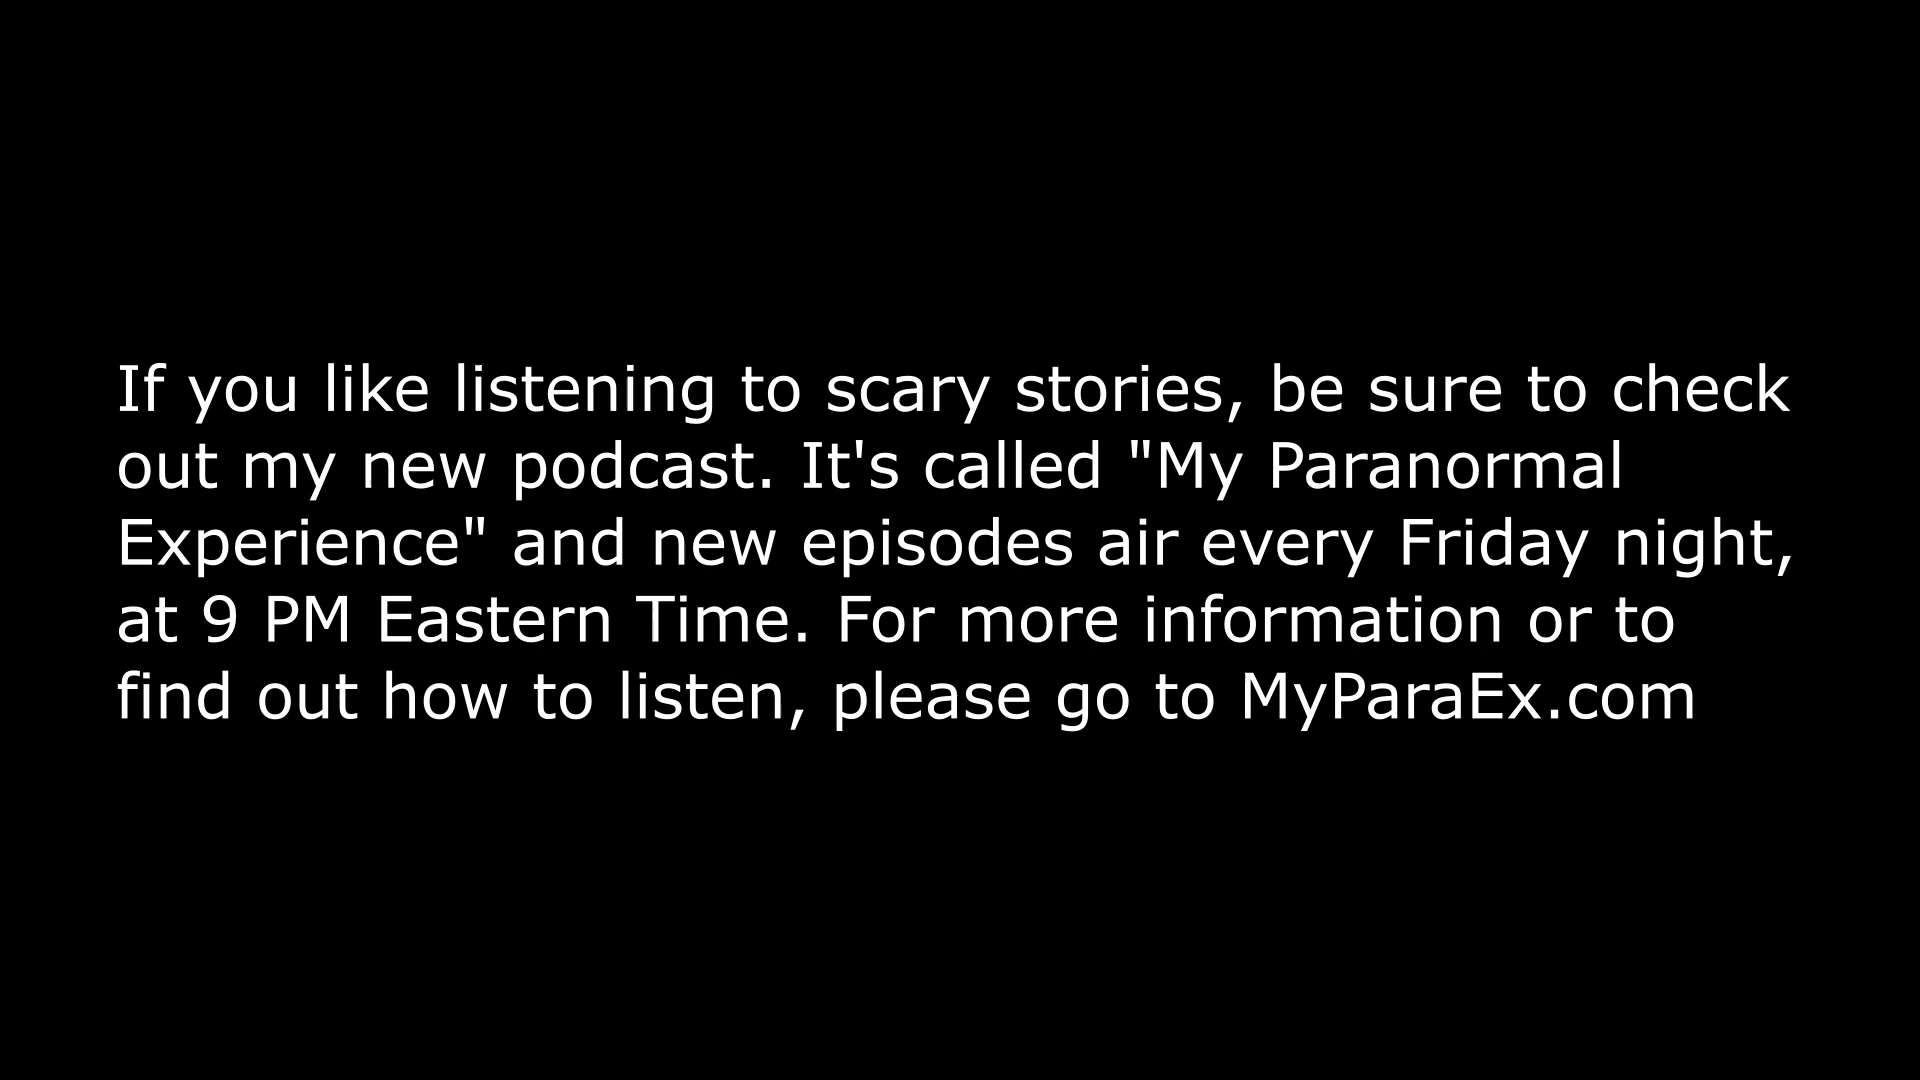 If you like listening to scary stories, be sure to check
out my new podcast. It's called "My Paranormal
Experience" and new episodes air every Friday night,
at 9 PM Eastern Time. For more information or to
find out how to listen, please go to MyParaEx.com